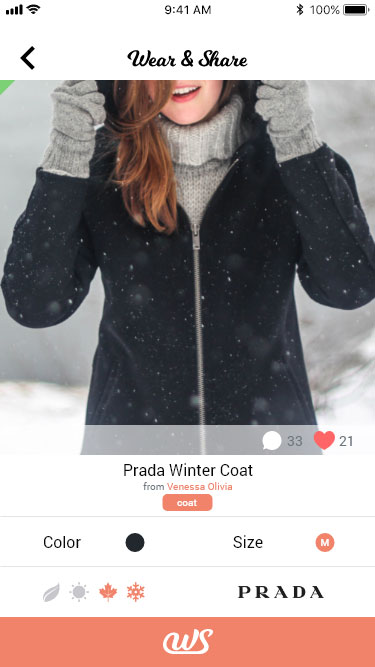 9:41 AM 100%
Wear & Share
33 21
Prada Winter Coat
from Venessa Olivia
coat
Color Size M
PRADA
WS